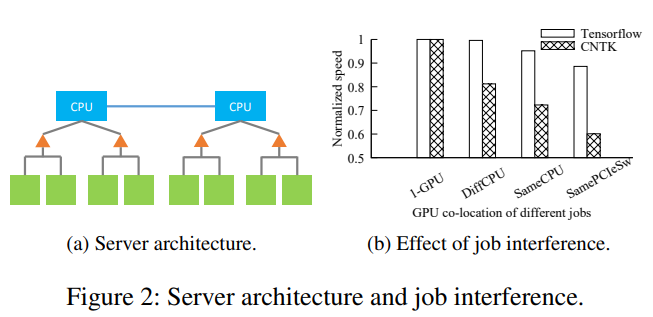 CPU
CPU
(a) Server architecture.
Tensorflow
CNTK
Normalized speed
1
0.9
0.8
0.7
0.6
0.5
1-GPU
DiffCPU
SameCPU
SamePCIeSw
GPU co-location of different jobs
(b) Effect of job interference.
Figure 2: Server architecture and job interference.